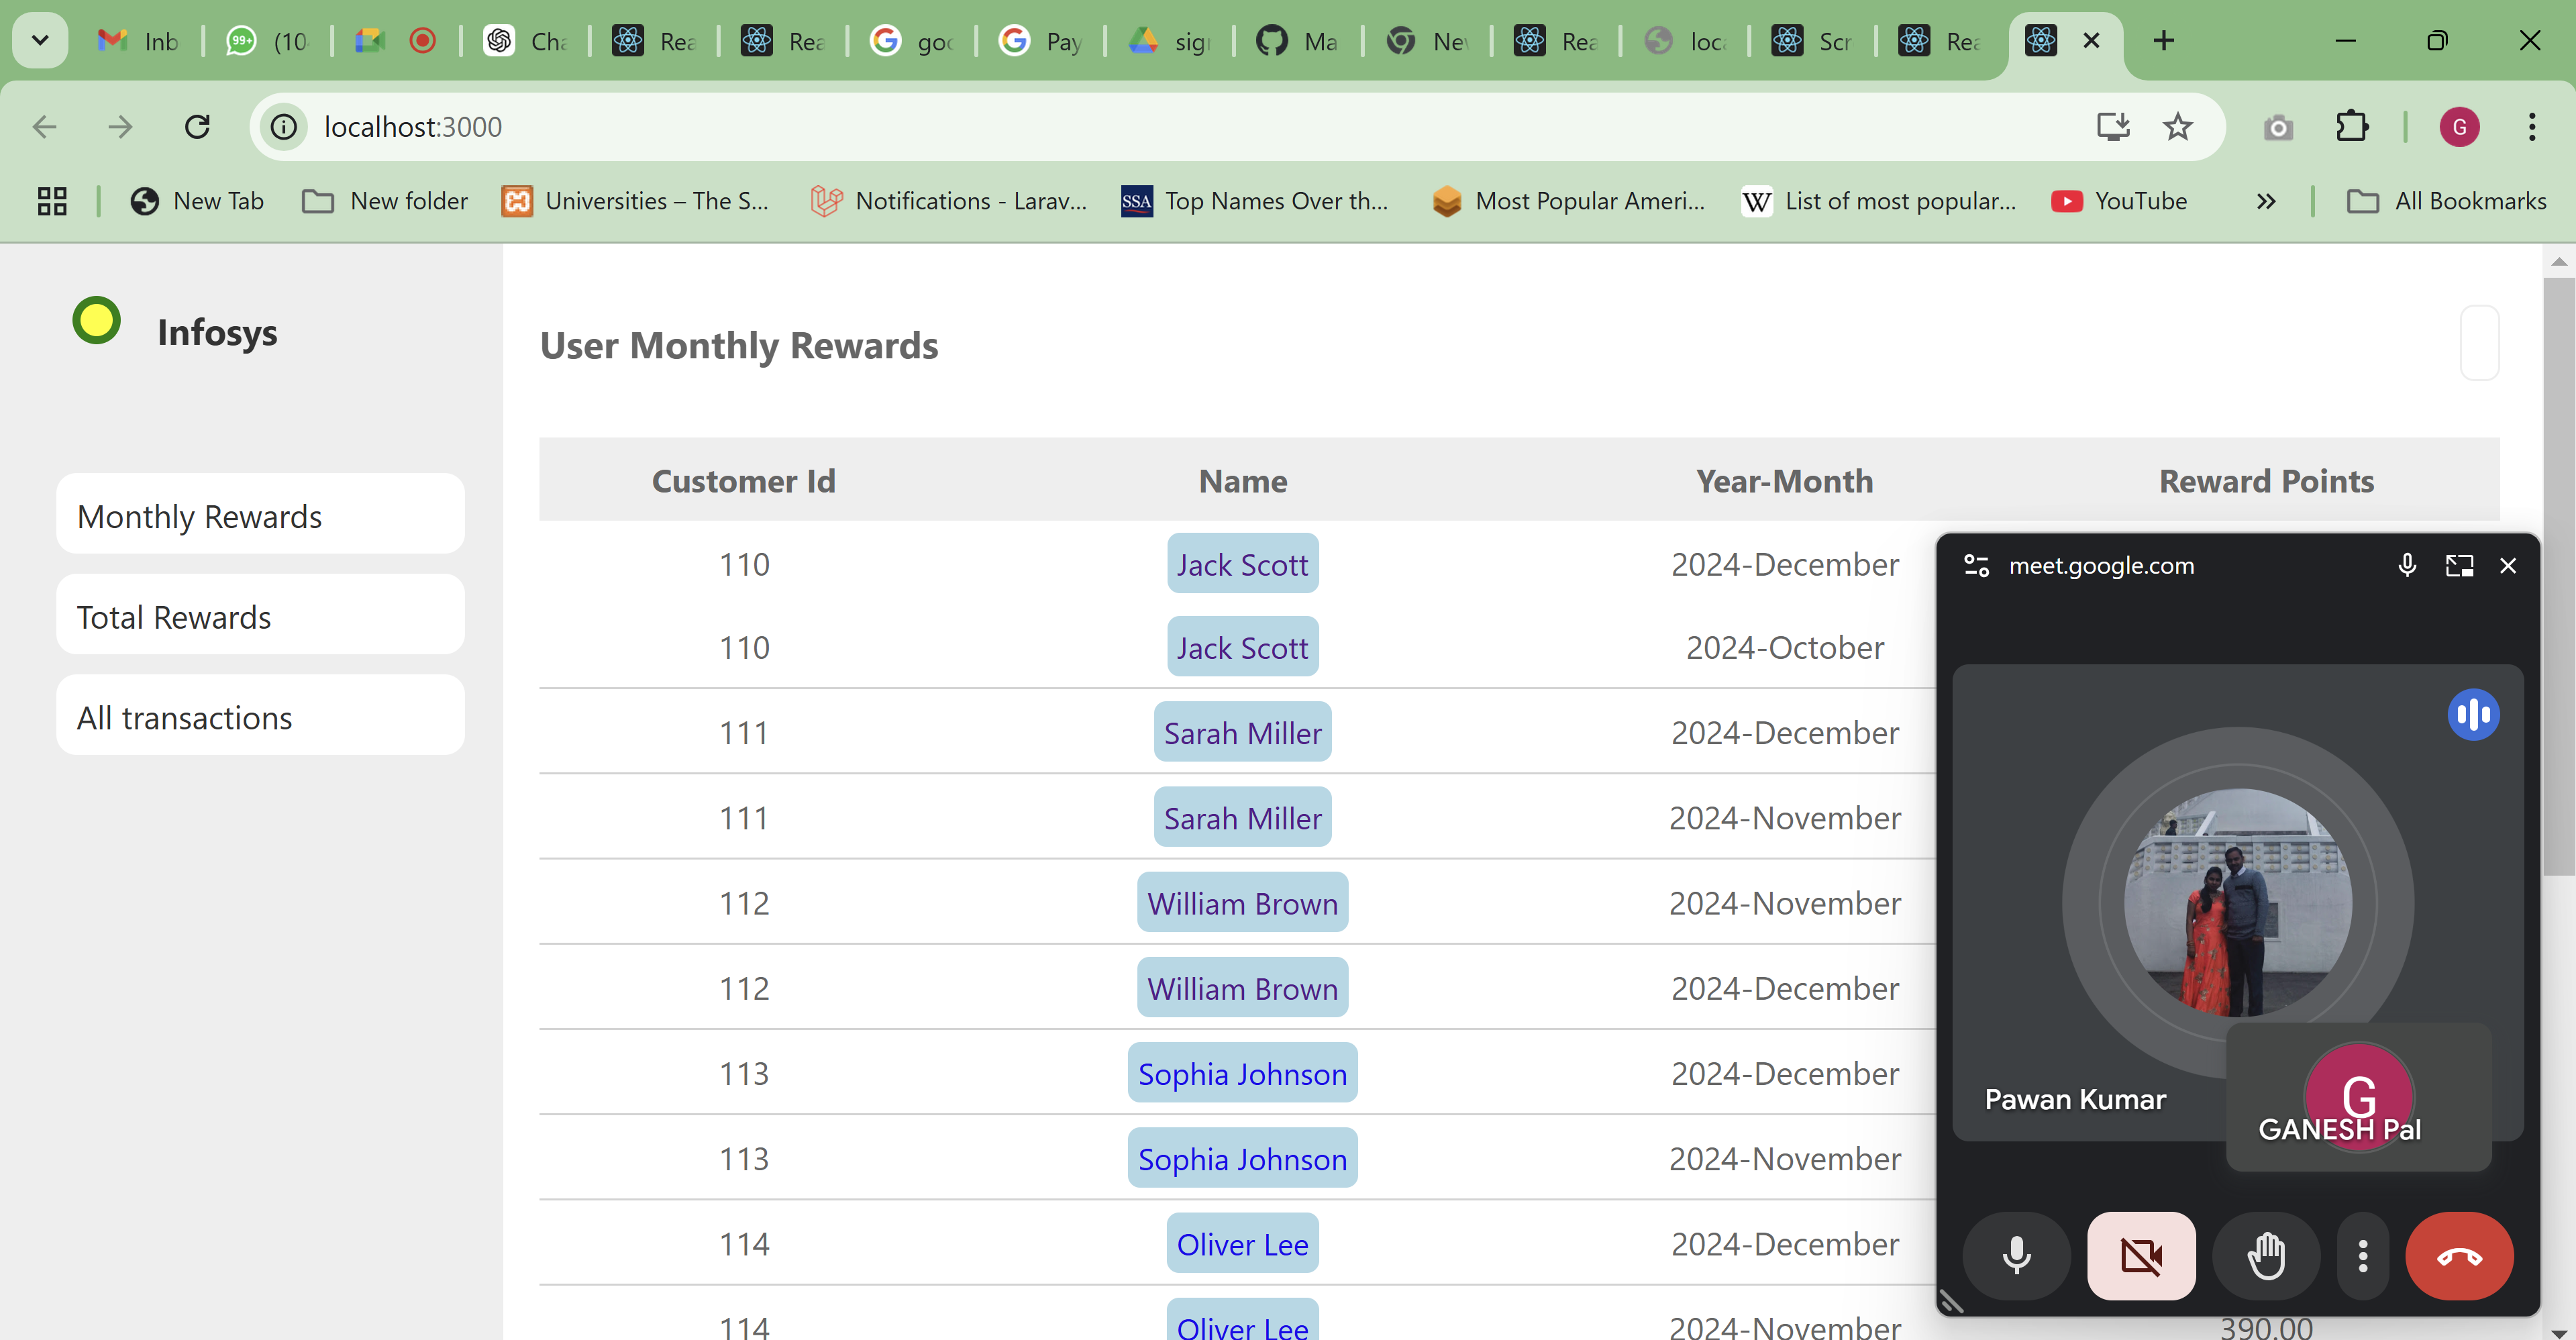 Inb
99+
(10
Cha
Rea
Rea
goo
Pay
sig
Ma
Ne
Rea
loca
Scr
Rea
localhost:3000
G
New Tab
New folder
Universities – The S...
Notifications - Larav...
SSA
Top Names Over th...
Most Popular Ameri...
W
List of most popular...
YouTube
All Bookmarks
Infosys
Monthly Rewards
Total Rewards
All transactions
User Monthly Rewards
Customer Id Name Year-Month Reward Points
110 Jack Scott 2024-December
110 Jack Scott 2024-October
111 Sarah Miller 2024-December
111 Sarah Miller 2024-November
112 William Brown 2024-November
112 William Brown 2024-December
113 Sophia Johnson 2024-December
113 Sophia Johnson 2024-November
114 Oliver Lee 2024-December
114 Oliver Lee 2024-November 390.00
meet.google.com
Pawan Kumar
G
GANESH Pal